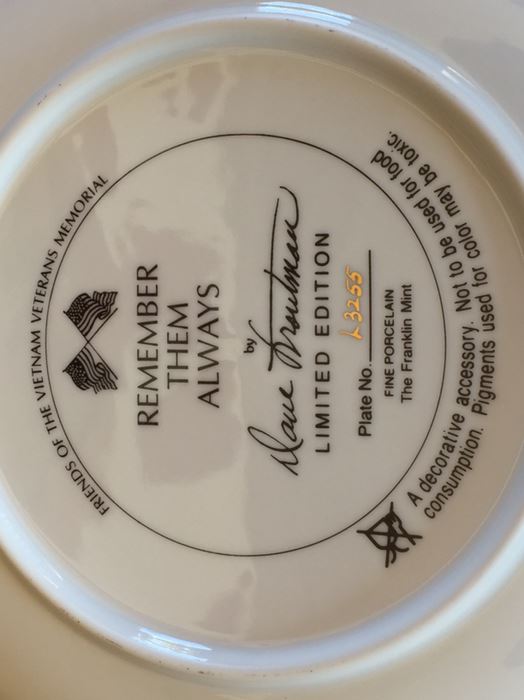 FRIENDS OF THE VIETNAM VETERANS MEMORIAL
REMEMBER
THEM
ALWAYS
by
Dave Troutman
LIMITED EDITION
Plate No. L3255
FINE PORCELAIN
The Franklin Mint
A decorative accessory. Not to be used for food
consumption. Pigments used for color may be toxic.